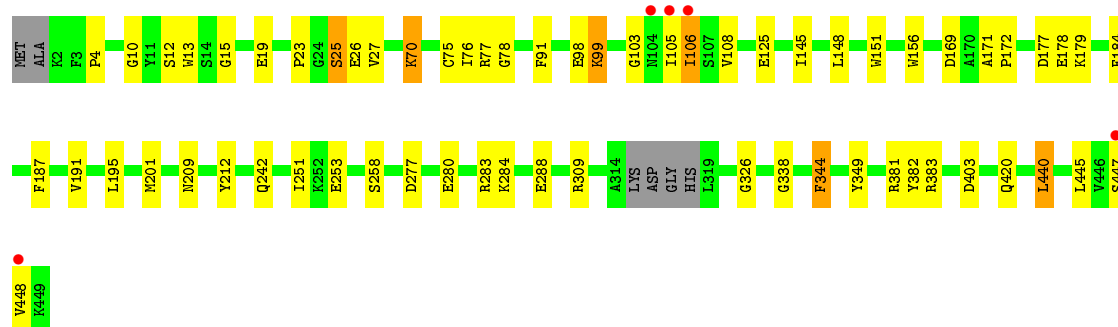 MET ALA K2 F3 P4 G10 Y11 S12 W13 S14 G15 E19 P23 G24 S25 E26 V27 K70 C75 I76 R77 G78 F91 E98 K99 G103 N104 I105 I106 S107 V108 E125 I145 L148 W151 W156 D169 A170 A171 P172 D177 E178 K179
F187 V191 L195 M201 N209 Y212 Q242 I251 K252 E253 S258 D277 E280 R283 K284 E288 R309 A314 LYS ASP GLY HIS L319 G326 G338 F344 Y349 R381 Y382 R383 D403 Q420 L440 L445 V446 S447
V448 K449